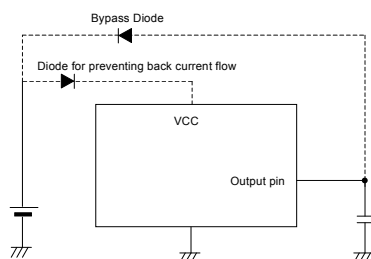 Bypass Diode
Diode for preventing back current flow
VCC
Output pin